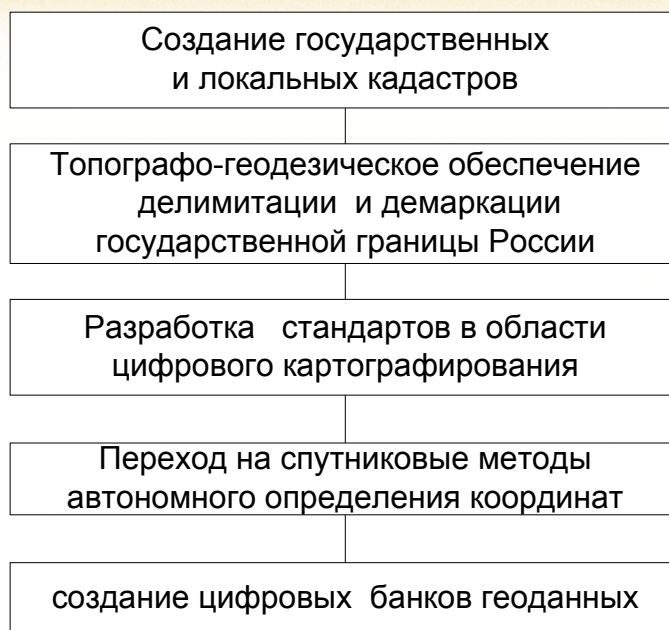 Создание государственных
и локальных кадастров
Топографо-геодезическое обеспечение
делимитации и демаркации
государственной границы России
Разработка стандартов в области
цифрового картографирования
Переход на спутниковые методы
автономного определения координат
создание цифровых банков геоданных